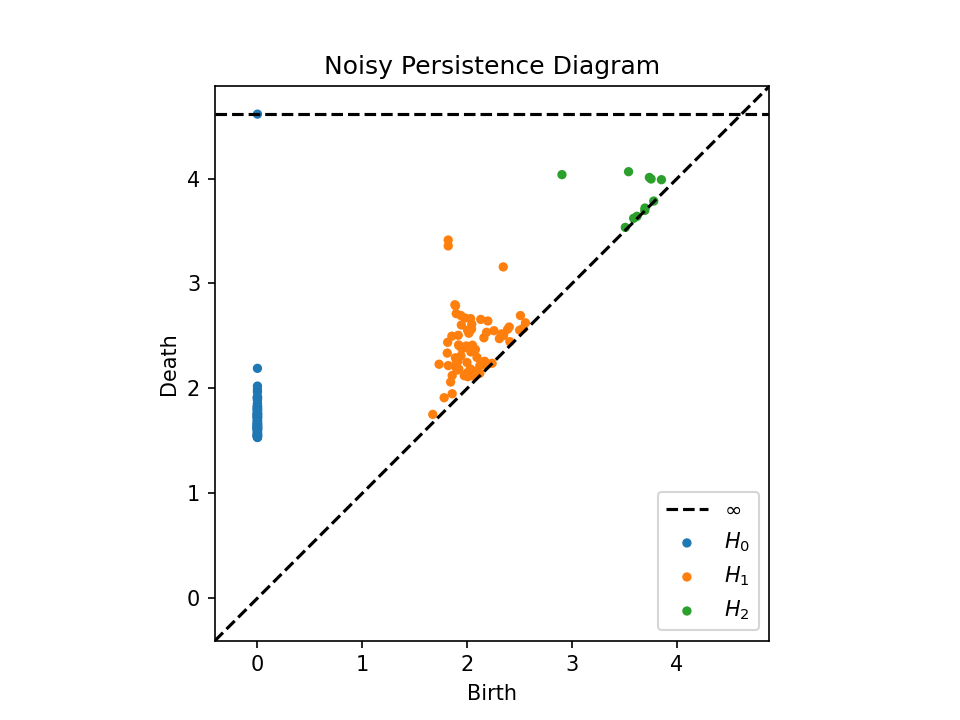 Noisy Persistence Diagram
Death
4
3
2
1
0
0 1 2 3 4
Birth
∞
H₀
H₁
H₂